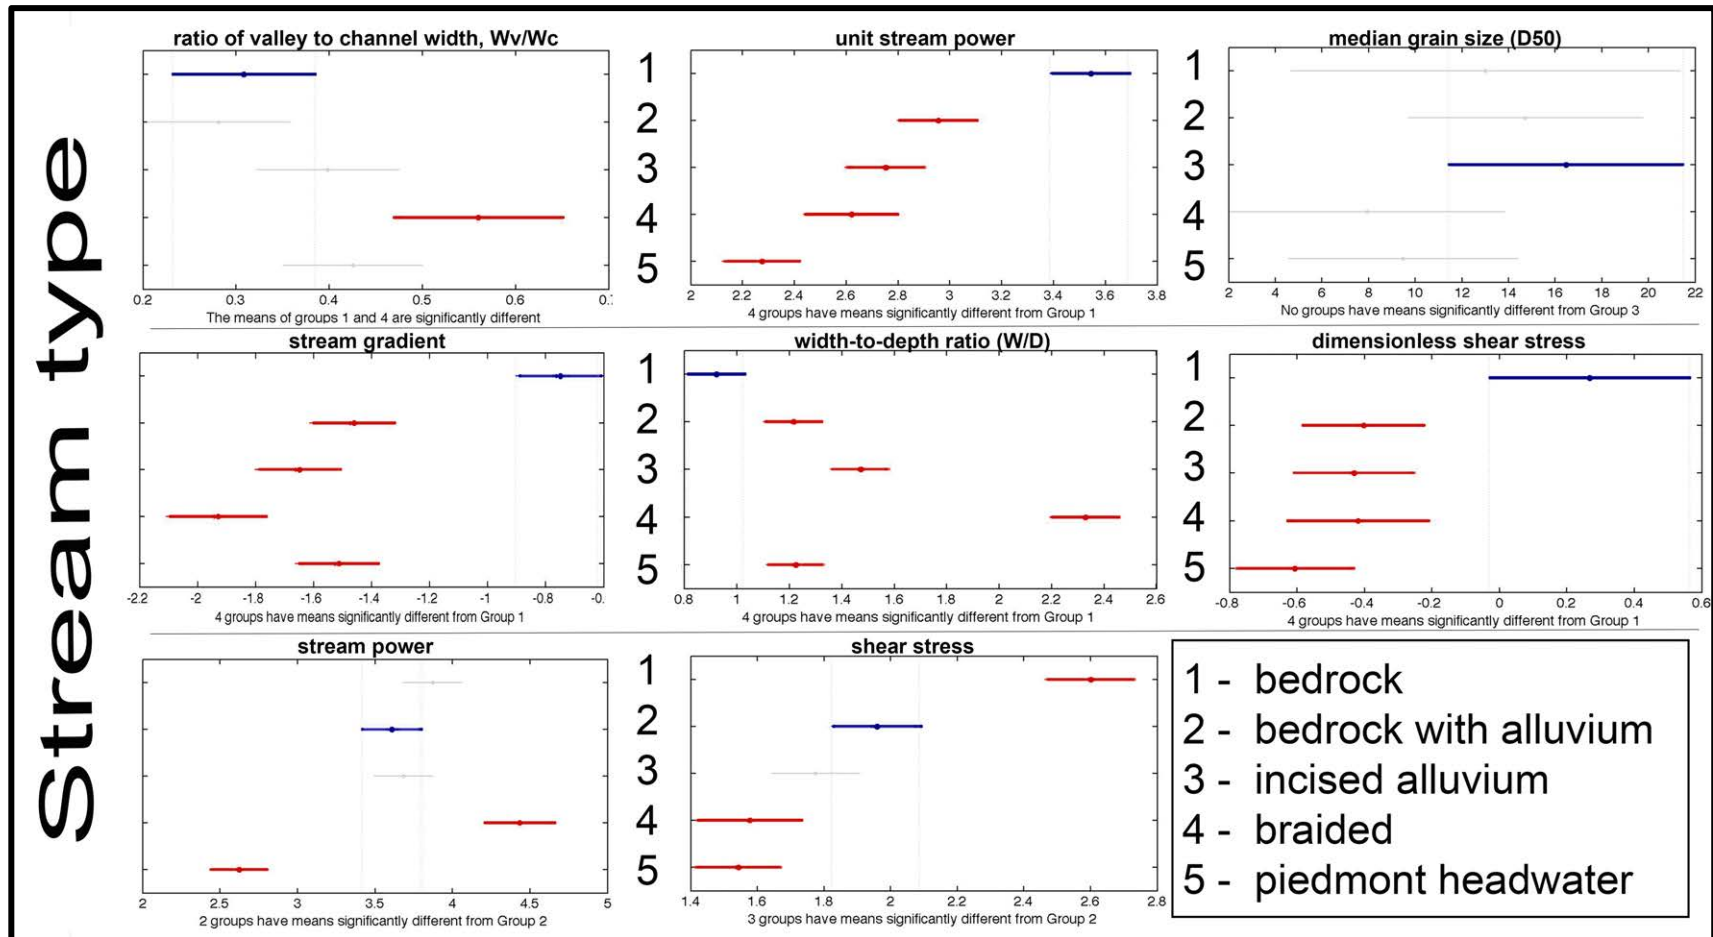 Stream type
ratio of valley to channel width, Wv/Wc
0.2 0.3 0.4 0.5 0.6 0.
The means of groups 1 and 4 are significantly different
unit stream power
1
2
3
4
5
2 2.2 2.4 2.6 2.8 3 3.2 3.4 3.6 3.8
4 groups have means significantly different from Group 1
median grain size (D50)
1
2
3
4
5
2 4 6 8 10 12 14 16 18 20 22
No groups have means significantly different from Group 3
stream gradient
-2.2 -2 -1.8 -1.6 -1.4 -1.2 -1 -0.8 -0.
4 groups have means significantly different from Group 1
width-to-depth ratio (W/D)
1
2
3
4
5
0.8 1 1.2 1.4 1.6 1.8 2 2.2 2.4 2.6
4 groups have means significantly different from Group 1
dimensionless shear stress
1
2
3
4
5
-0.8 -0.6 -0.4 -0.2 0 0.2 0.4 0.6
4 groups have means significantly different from Group 1
stream power
2 2.5 3 3.5 4 4.5 5
2 groups have means significantly different from Group 2
shear stress
1
2
3
4
5
1.4 1.6 1.8 2 2.2 2.4 2.6 2.8
3 groups have means significantly different from Group 2
1 - bedrock
2 - bedrock with alluvium
3 - incised alluvium
4 - braided
5 - piedmont headwater